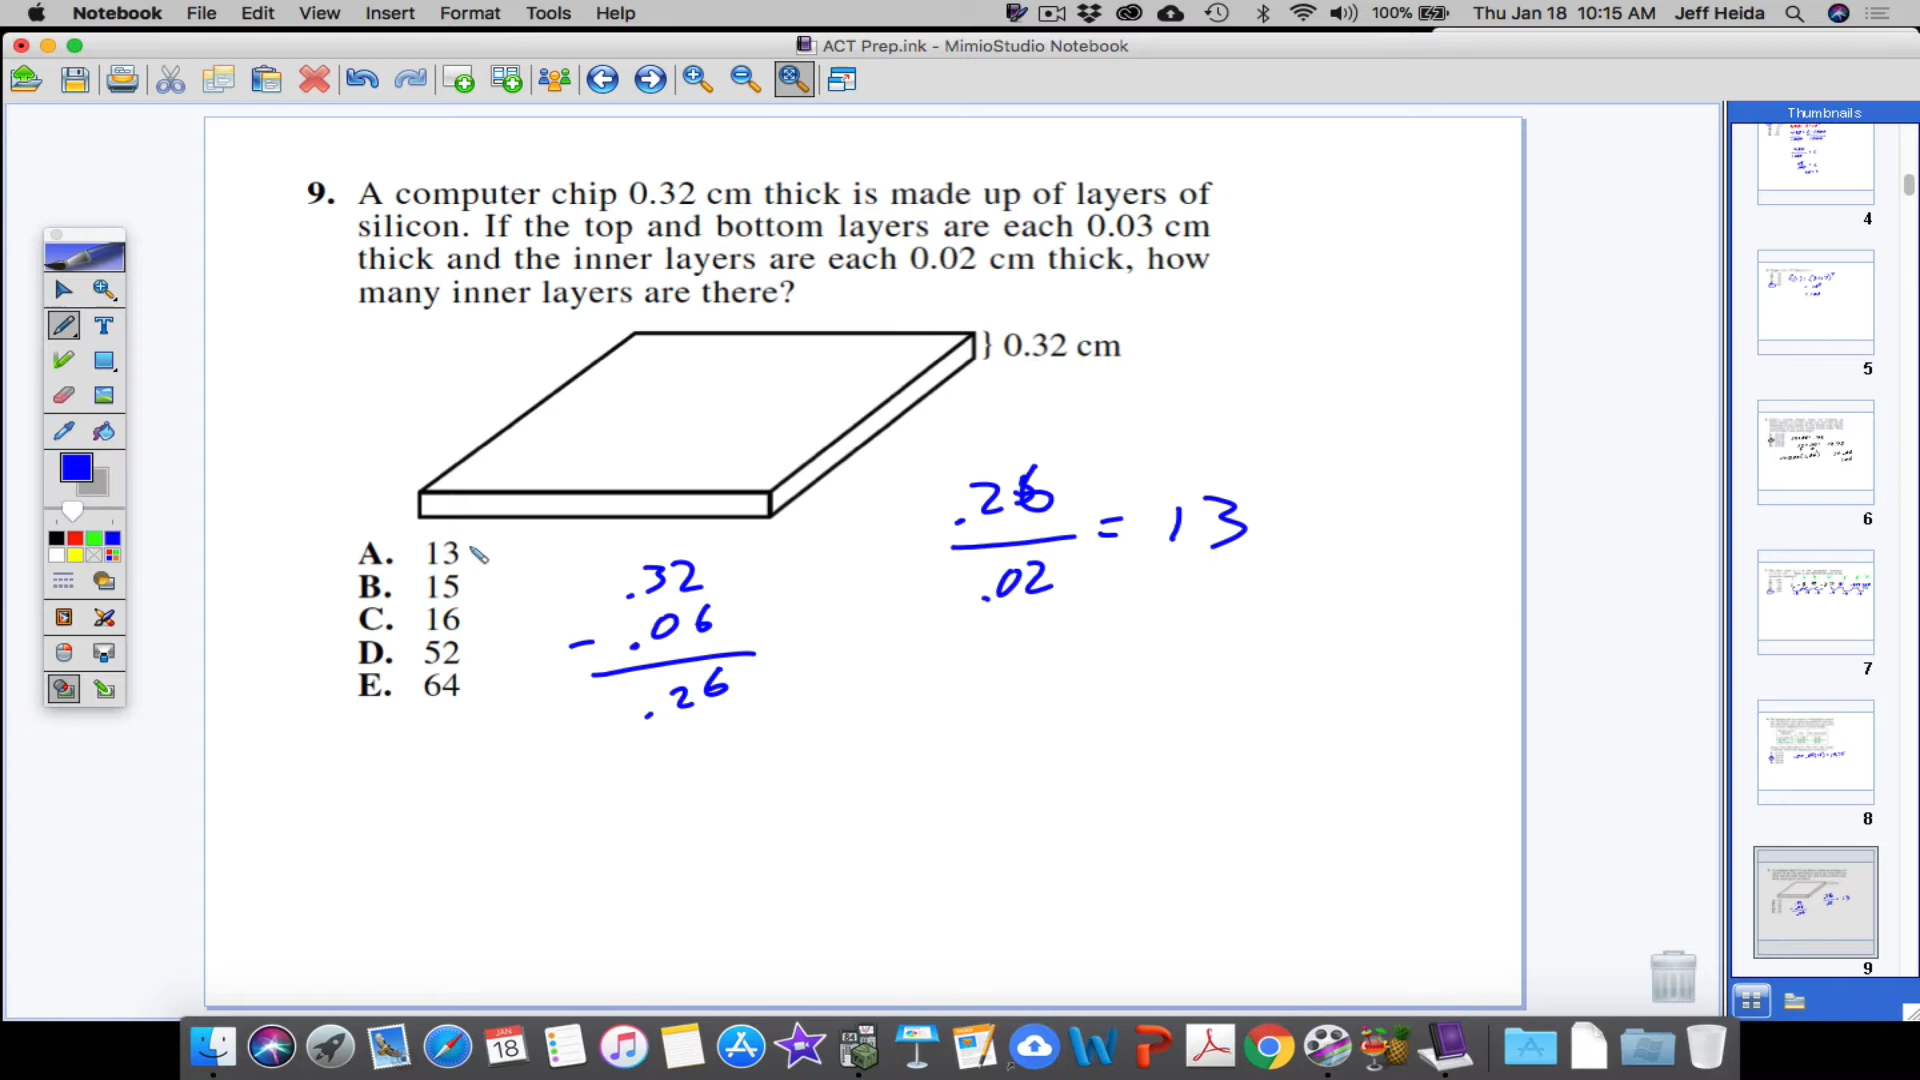 Notebook File Edit View Insert Format Tools Help 100% Thu Jan 18 10:15 AM Jeff Heida
ACT Prep.ink - MimioStudio Notebook
Thumbnails
4
5
6
7
8
9
9. A computer chip 0.32 cm thick is made up of layers of
silicon. If the top and bottom layers are each 0.03 cm
thick and the inner layers are each 0.02 cm thick, how
many inner layers are there?
} 0.32 cm
A. 13
B. 15
C. 16
D. 52
E. 64
.32
- .06
.26
.26
.02
= 13
JAN
18